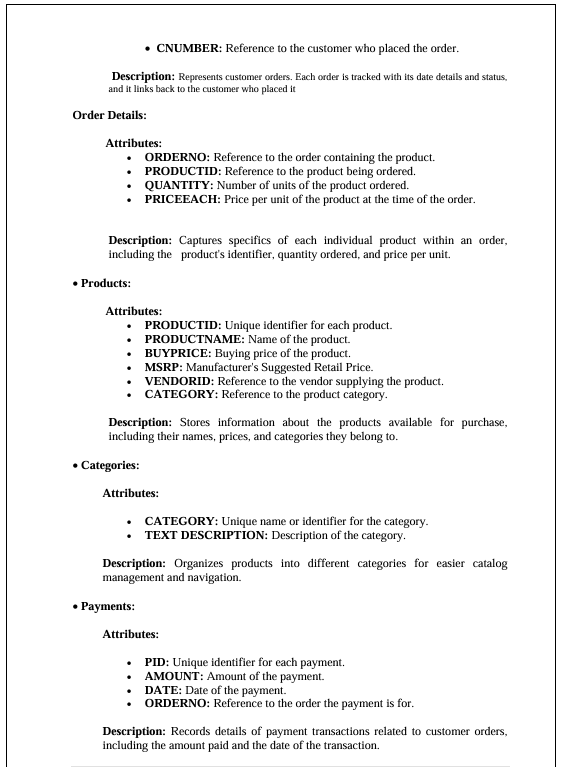 • CNUMBER: Reference to the customer who placed the order.
Description: Represents customer orders. Each order is tracked with its date details and status,
and it links back to the customer who placed it
Order Details:
Attributes:
• ORDERNO: Reference to the order containing the product.
• PRODUCTID: Reference to the product being ordered.
• QUANTITY: Number of units of the product ordered.
• PRICEEACH: Price per unit of the product at the time of the order.
Description: Captures specifics of each individual product within an order,
including the product's identifier, quantity ordered, and price per unit.
• Products:
Attributes:
• PRODUCTID: Unique identifier for each product.
• PRODUCTNAME: Name of the product.
• BUYPRICE: Buying price of the product.
• MSRP: Manufacturer's Suggested Retail Price.
• VENDORID: Reference to the vendor supplying the product.
• CATEGORY: Reference to the product category.
Description: Stores information about the products available for purchase,
including their names, prices, and categories they belong to.
• Categories:
Attributes:
• CATEGORY: Unique name or identifier for the category.
• TEXT DESCRIPTION: Description of the category.
Description: Organizes products into different categories for easier catalog
management and navigation.
• Payments:
Attributes:
• PID: Unique identifier for each payment.
• AMOUNT: Amount of the payment.
• DATE: Date of the payment.
• ORDERNO: Reference to the order the payment is for.
Description: Records details of payment transactions related to customer orders,
including the amount paid and the date of the transaction.